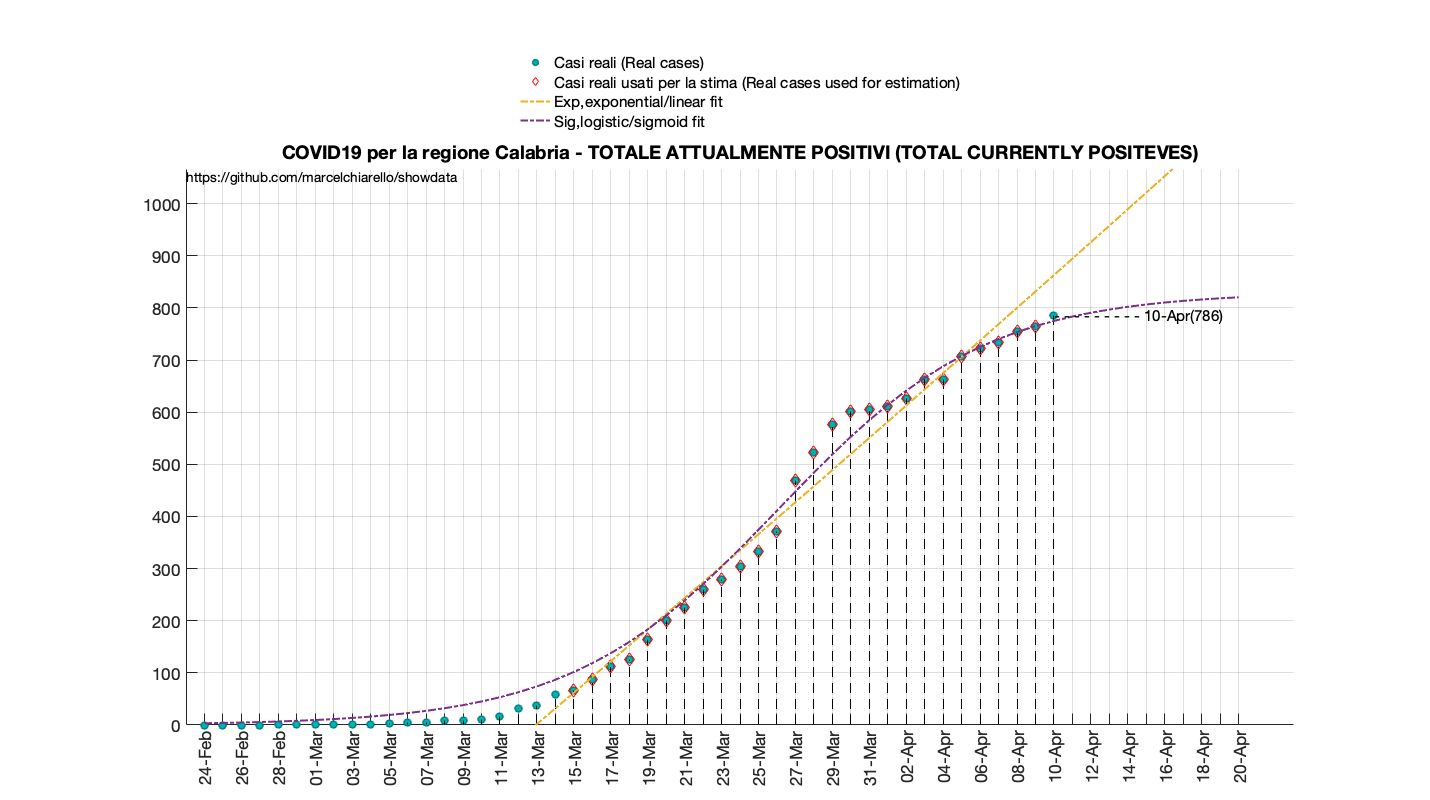 Casi reali (Real cases)
Casi reali usati per la stima (Real cases used for estimation)
Exp,exponential/linear fit
Sig,logistic/sigmoid fit
COVID19 per la regione Calabria - TOTALE ATTUALMENTE POSITIVI (TOTAL CURRENTLY POSITEVES)
https://github.com/marcelchiarello/showdata
1000
900
800
10-Apr(786)
700
600
500
400
300
200
100
0
24-Feb
26-Feb
28-Feb
01-Mar
03-Mar
05-Mar
07-Mar
09-Mar
11-Mar
13-Mar
15-Mar
17-Mar
19-Mar
21-Mar
23-Mar
25-Mar
27-Mar
29-Mar
31-Mar
02-Apr
04-Apr
06-Apr
08-Apr
10-Apr
12-Apr
14-Apr
16-Apr
18-Apr
20-Apr